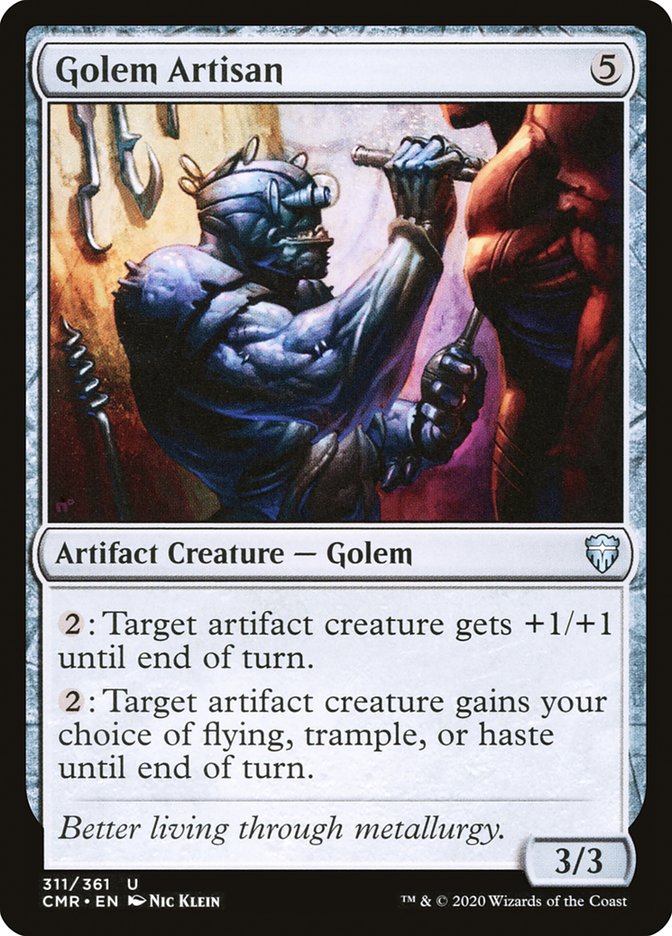 Golem Artisan 5
Artifact Creature — Golem
2: Target artifact creature gets +1/+1
until end of turn.
2: Target artifact creature gains your
choice of flying, trample, or haste
until end of turn.
Better living through metallurgy.
3/3
311/361 U
CMR • EN Nic Klein
™ & © 2020 Wizards of the Coast